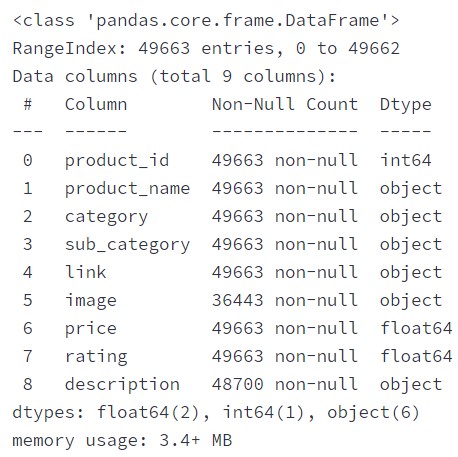 <class 'pandas.core.frame.DataFrame'>
RangeIndex: 49663 entries, 0 to 49662
Data columns (total 9 columns):
 #   Column        Non-Null Count  Dtype
---  ------        --------------  -----
 0   product_id    49663 non-null  int64
 1   product_name  49663 non-null  object
 2   category      49663 non-null  object
 3   sub_category  49663 non-null  object
 4   link          49663 non-null  object
 5   image         36443 non-null  object
 6   price         49663 non-null  float64
 7   rating        49663 non-null  float64
 8   description   48700 non-null  object
dtypes: float64(2), int64(1), object(6)
memory usage: 3.4+ MB